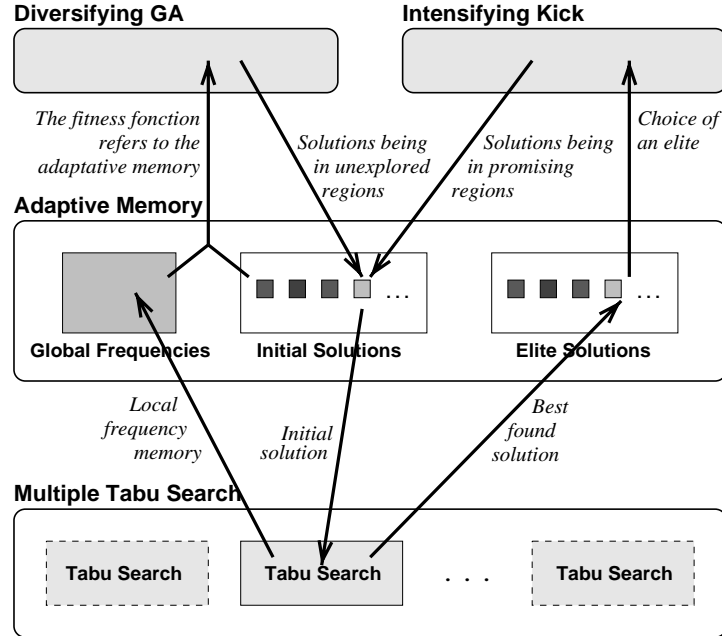 Diversifying GA
Intensifying Kick
The fitness fonction
refers to the
adaptative memory
Solutions being
in unexplored
regions
Solutions being
in promising
regions
Choice of
an elite
Adaptive Memory
...
...
Global Frequencies
Initial Solutions
Elite Solutions
Local
frequency
memory
Initial
solution
Best
found
solution
Multiple Tabu Search
Tabu Search
Tabu Search
. . .
Tabu Search